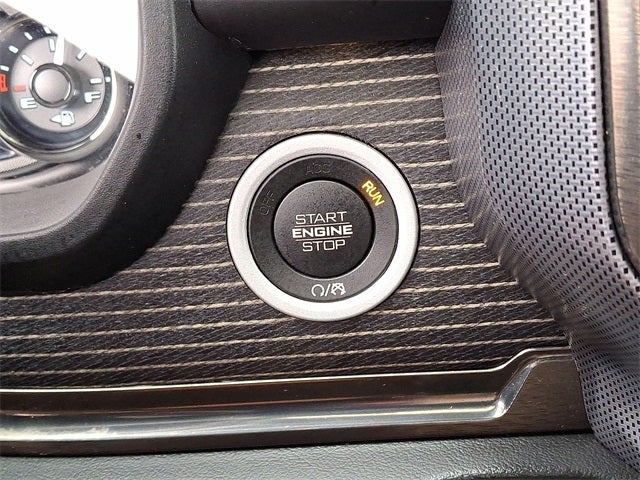 E F
OFF ACC RUN
START
ENGINE
STOP